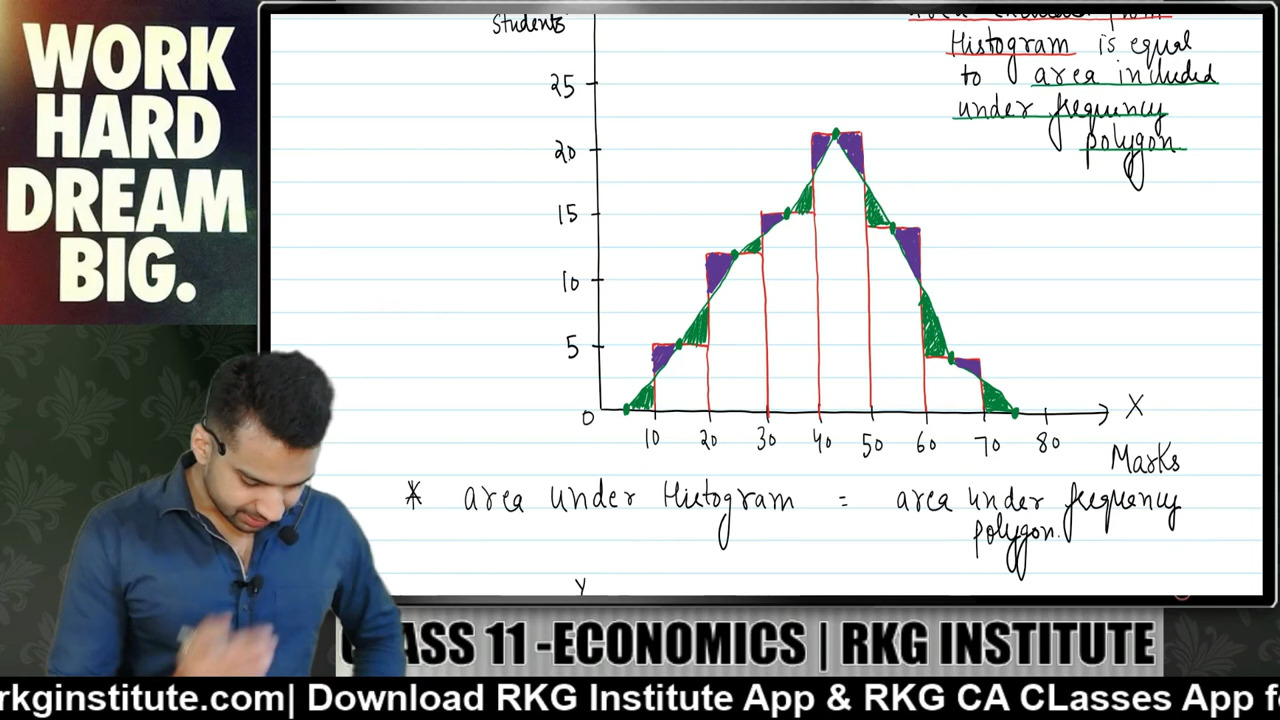 WORK
HARD
DREAM
BIG.
Students
Histogram is equal
to area included
under frequency
polygon
25
20
15
10
5
0
10 20 30 40 50 60 70 80
X
Marks
* area under Histogram = area under frequency
polygon.
Y
CLASS 11 -ECONOMICS | RKG INSTITUTE
rkginstitute.com| Download RKG Institute App & RKG CA CLasses App f